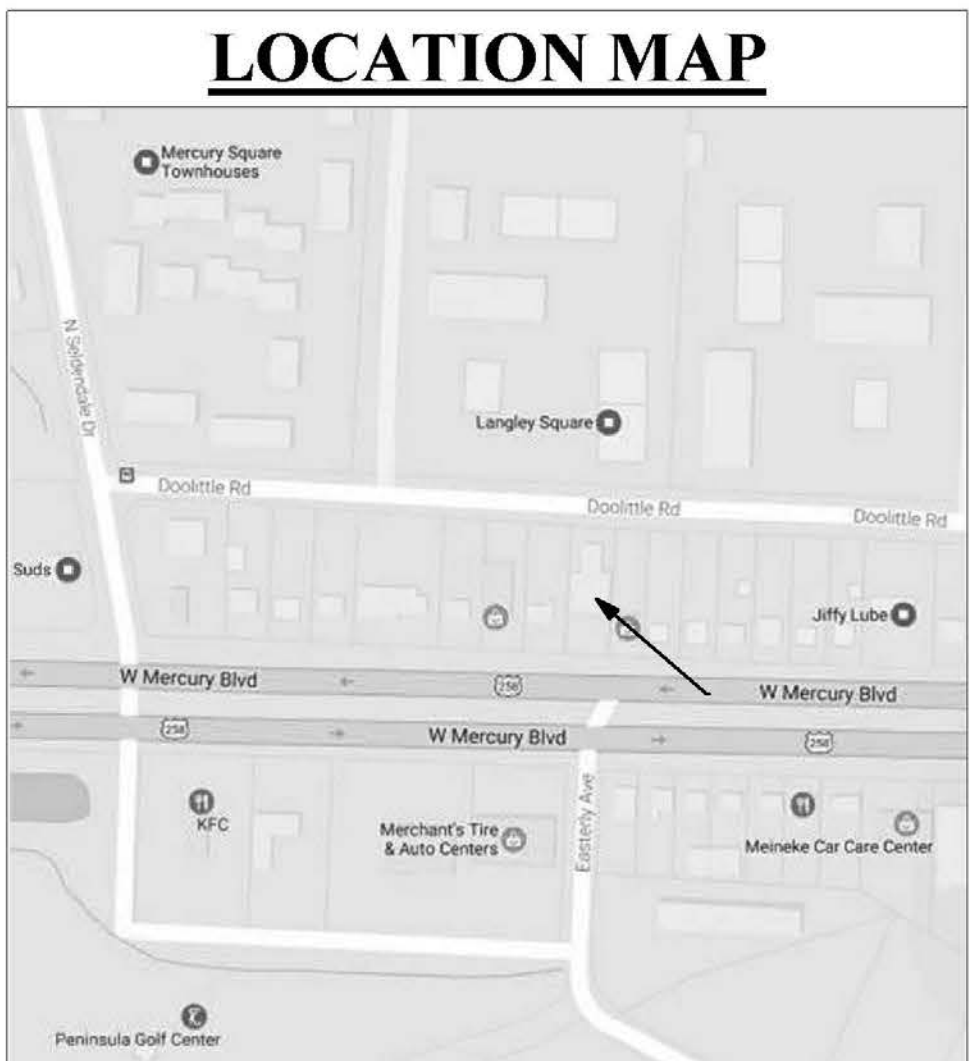 LOCATION MAP
Mercury Square
Townhouses
N Seldendale Dr
Langley Square
Doolittle Rd
Doolittle Rd
Doolittle Rd
Suds
Jiffy Lube
W Mercury Blvd
258
W Mercury Blvd
258
W Mercury Blvd
258
KFC
Merchant's Tire
& Auto Centers
Easterly Ave
Meineke Car Care Center
Peninsula Golf Center